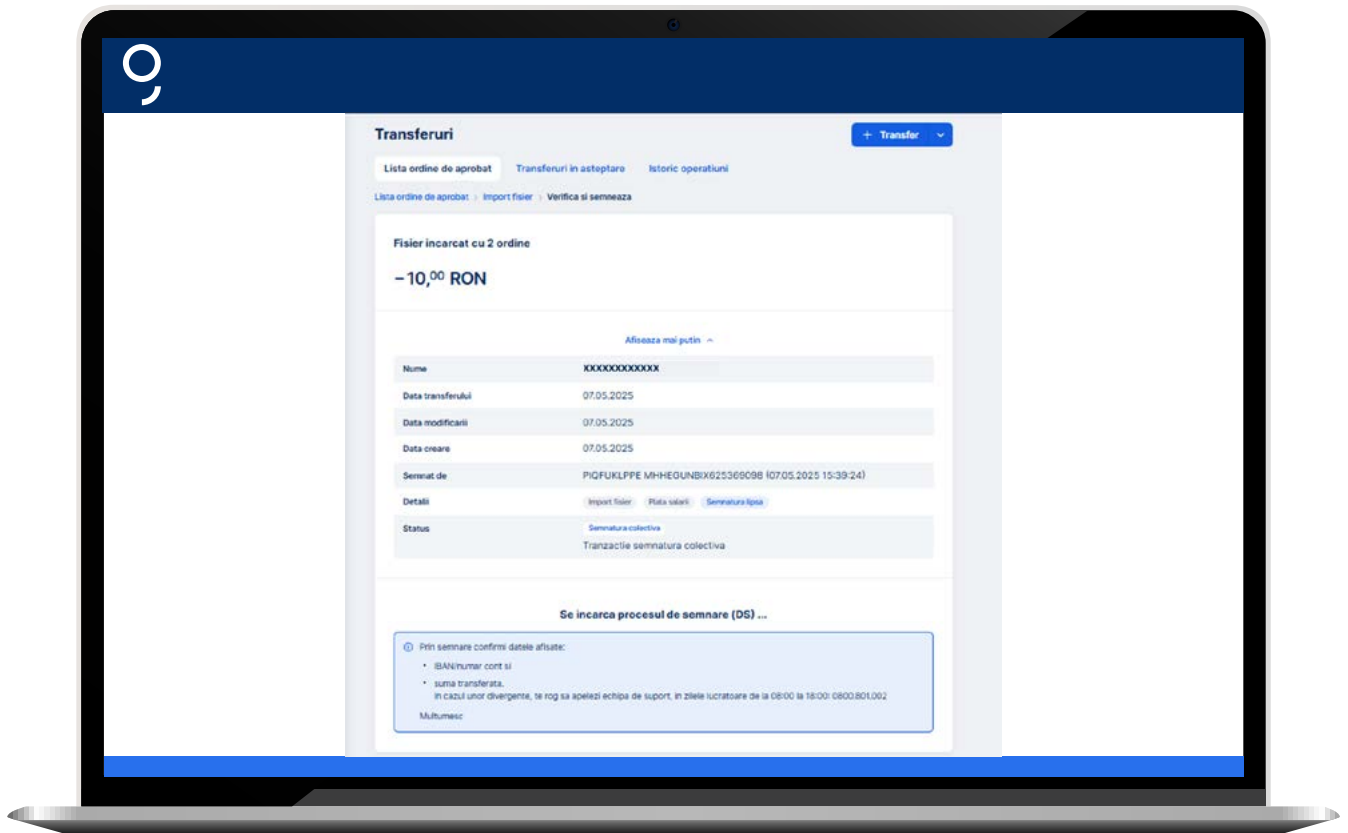 Transferuri
+ Transfer
Lista ordine de aprobat Transferuri in asteptare Istoric operatiuni
Lista ordine de aprobat > Import fisier > Verifica si semneaza
Fisier incarcat cu 2 ordine
–10,00 RON
Afiseaza mai putin
Nume XXXXXXXXXXXX
Data transferului 07.05.2025
Data modificarii 07.05.2025
Data creare 07.05.2025
Semnat de PIQFUKLPPE MHHEGUNBIX625369098 (07.05.2025 15:39:24)
Detalii Import fisier Plata salarii Semnatura lipsa
Status Semnatura colectiva
Tranzactie semnatura colectiva
Se incarca procesul de semnare (DS) ...
Prin semnare confirmi datele afisate:
• IBAN/numar cont si
• suma transferata.
In cazul unor divergente, te rog sa apelezi echipa de suport, in zilele lucratoare de la 08:00 la 18:00: 0800.801.002
Multumesc